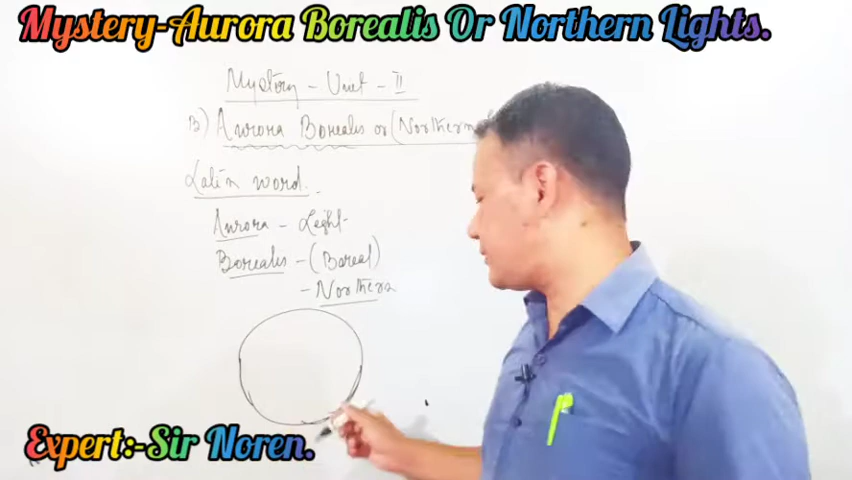 Mystery-Aurora Borealis Or Northern Lights.
Mystery - Unit - II
B) Aurora Borealis or (Northern
Latin word.
Aurora - Light
Borealis - (Boreal)
- Northern
Expert:-Sir Noren.